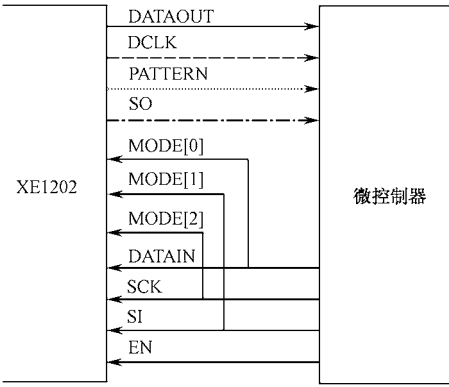 DATAOUT
DCLK
PATTERN
SO
MODE[0]
XE1202
MODE[1]
微控制器
MODE[2]
DATAIN
SCK
SI
EN